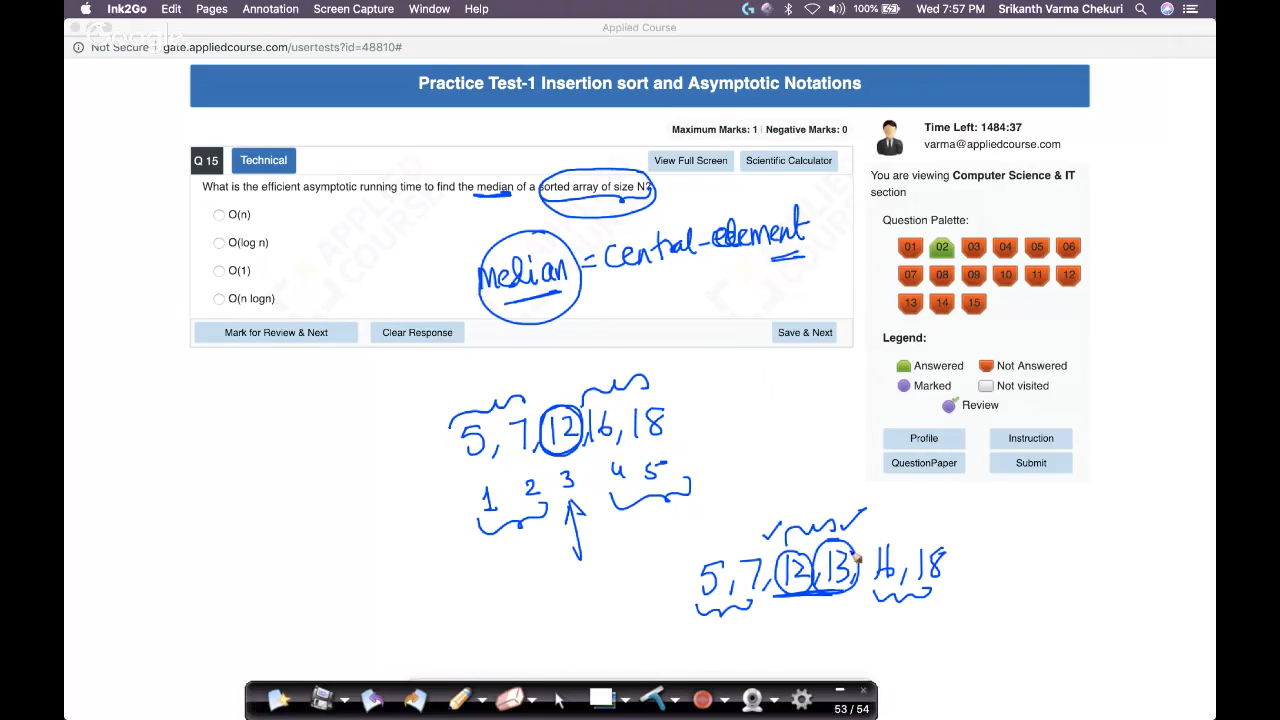 Ink2Go Edit Pages Annotation Screen Capture Window Help 100% Wed 7:57 PM Srikanth Varma Chekuri
Applied Course
Google
Not Secure gate.appliedcourse.com/usertests?id=48810#
Practice Test-1 Insertion sort and Asymptotic Notations
Maximum Marks: 1 | Negative Marks: 0
Q 15 Technical View Full Screen Scientific Calculator
What is the efficient asymptotic running time to find the median of a sorted array of size N?
O(n)
O(log n)
O(1)
O(n logn)
median = central-element
Mark for Review & Next Clear Response Save & Next
Time Left: 1484:37
varma@appliedcourse.com
You are viewing Computer Science & IT
section
Question Palette:
01 02 03 04 05 06
07 08 09 10 11 12
13 14 15
Legend:
Answered Not Answered
Marked Not visited
Review
Profile Instruction
QuestionPaper Submit
5, 7, 12, 16, 18
1 2 3 4 5
5, 7, 12, 13, 16, 18
53 / 54